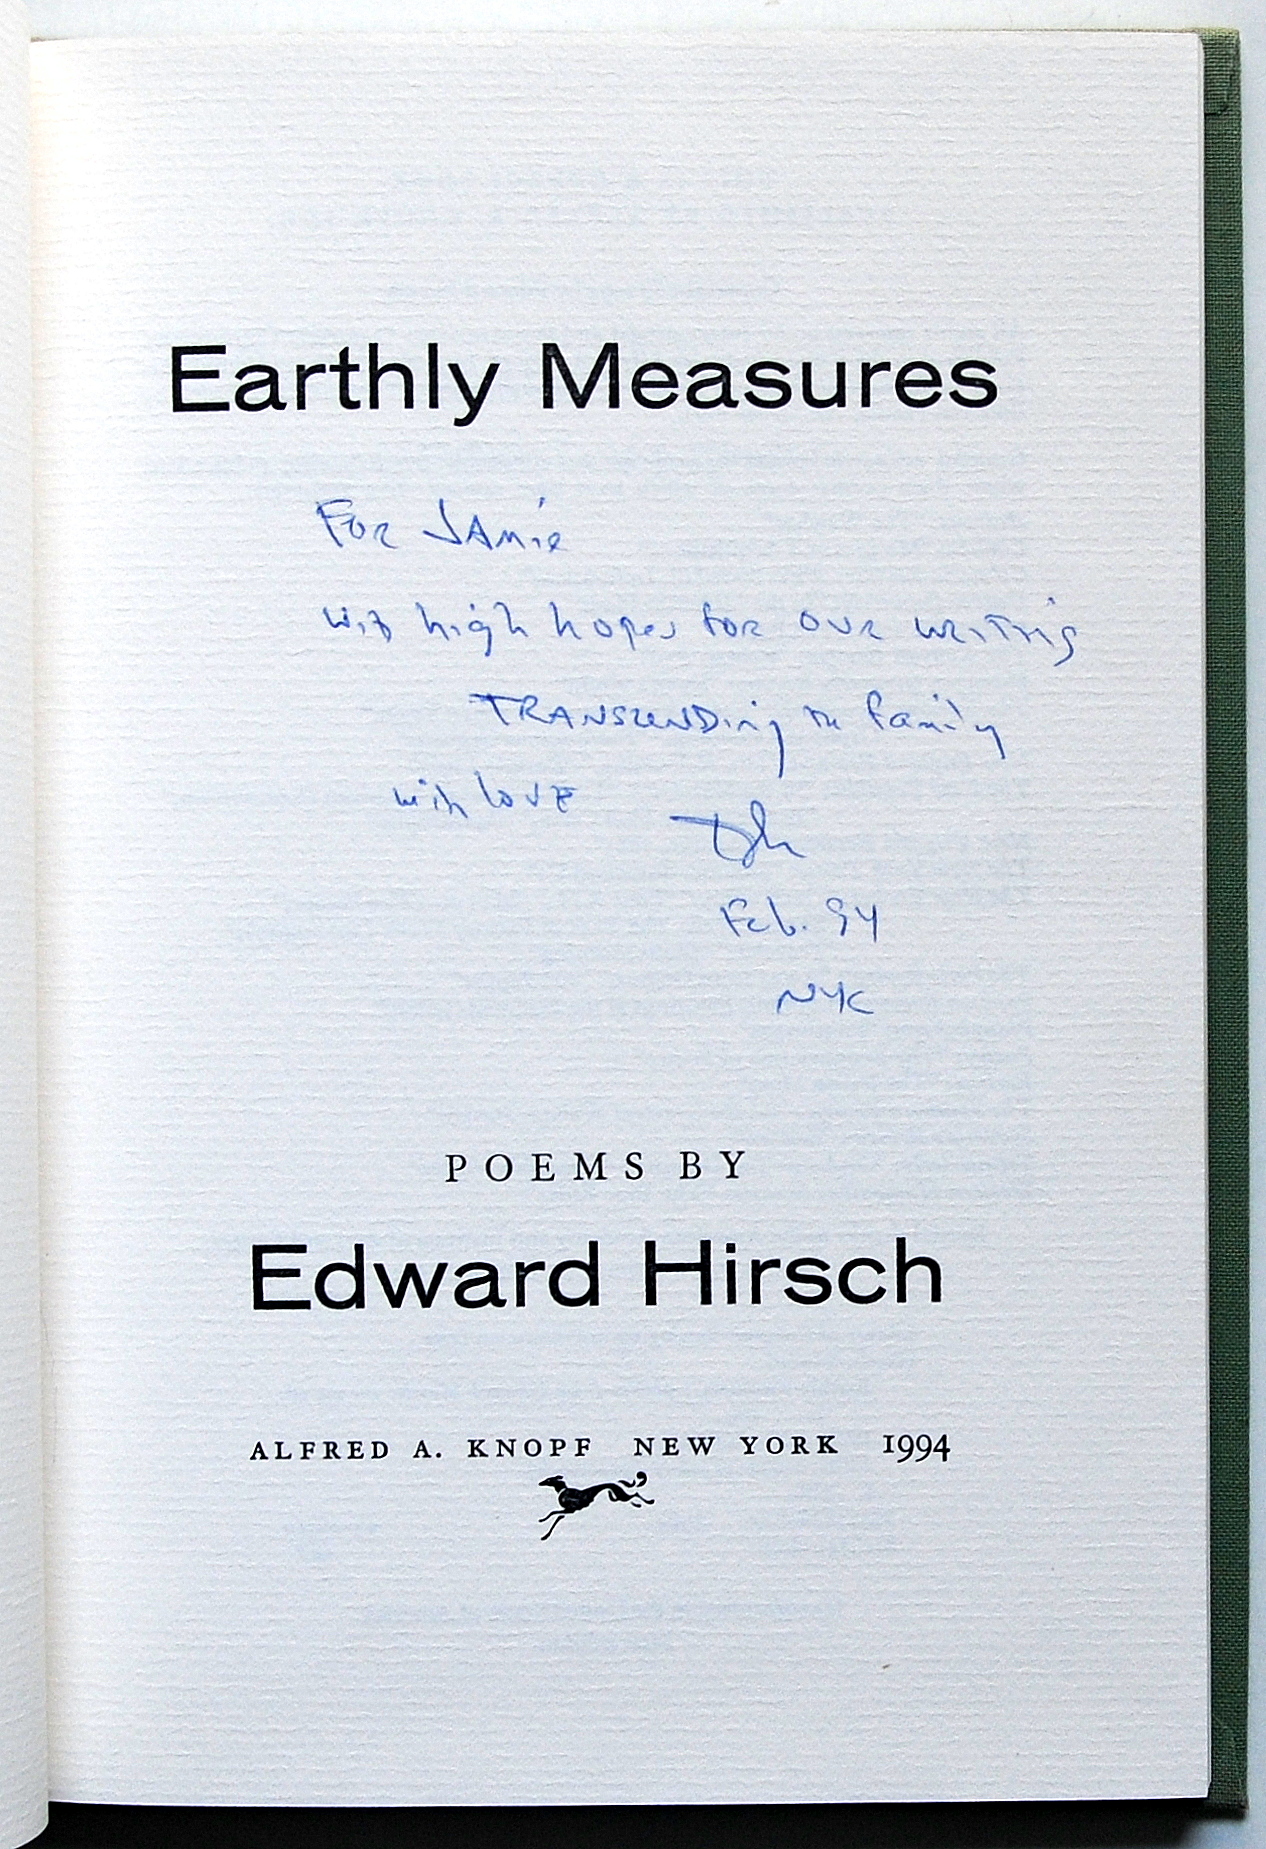 Earthly Measures
For Jamie
with high hopes for our writing
TRANSCENDing the family
with love
Feb. 94
NYC
POEMS BY
Edward Hirsch
ALFRED A. KNOPF NEW YORK 1994